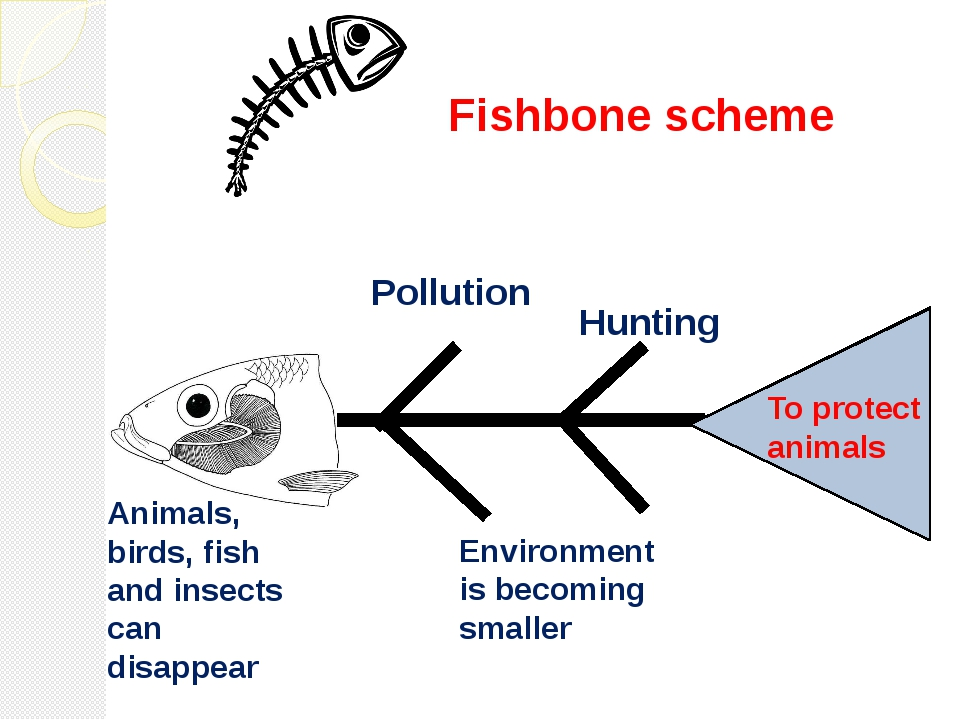 Fishbone scheme
Pollution
Hunting
To protect
animals
Animals,
birds, fish
and insects
can
disappear
Environment
is becoming
smaller